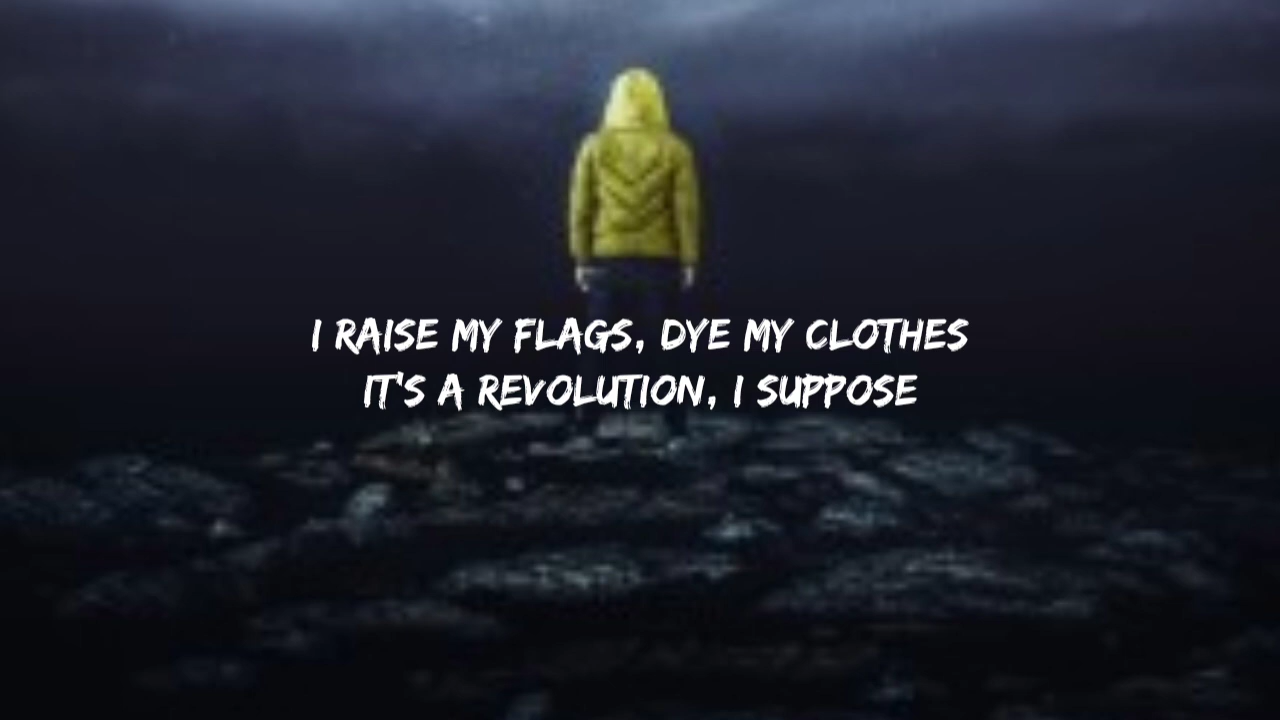 I RAISE MY FLAGS, DYE MY CLOTHES
IT'S A REVOLUTION, I SUPPOSE